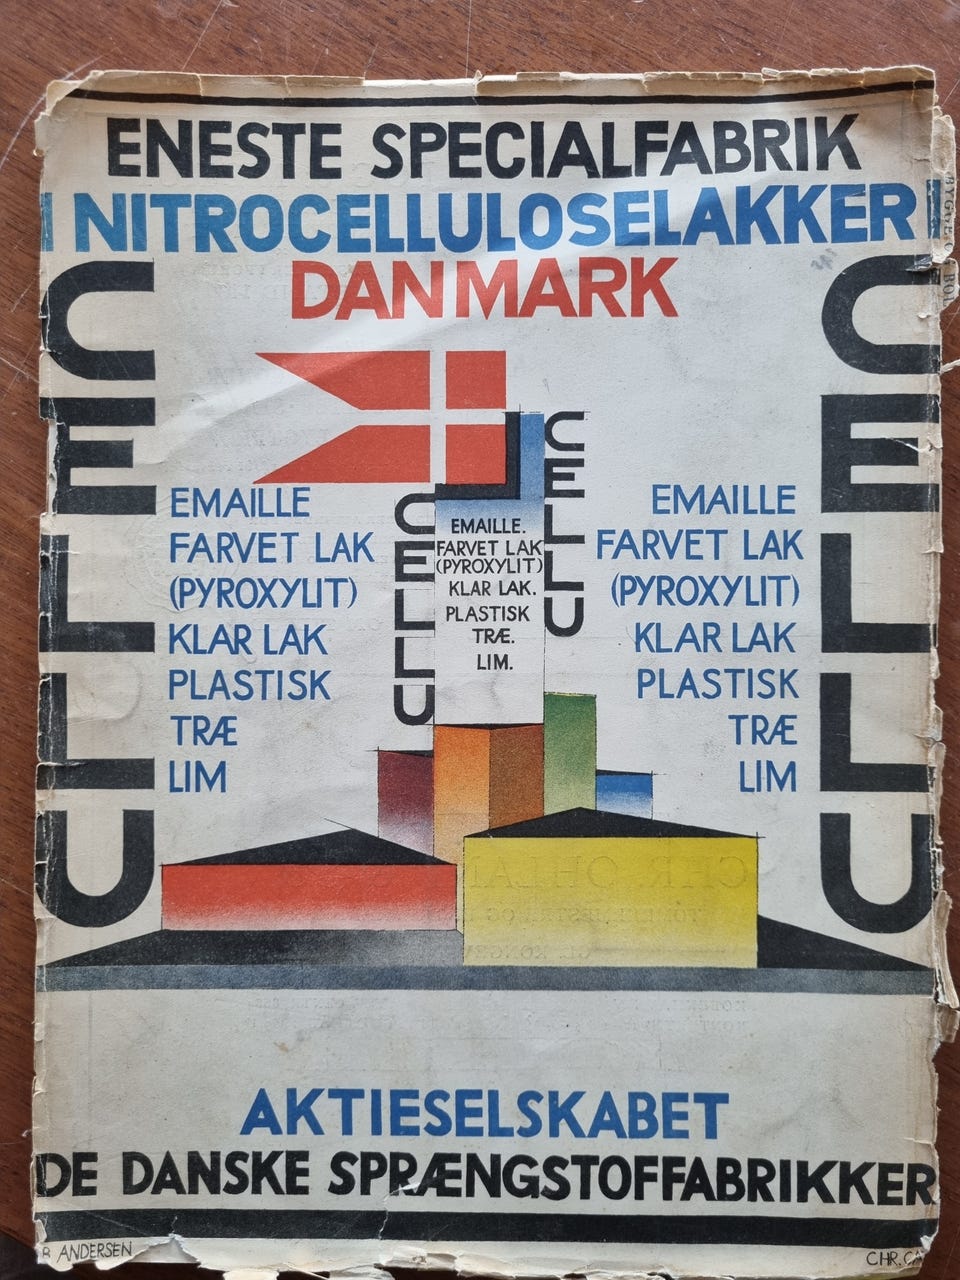 ENESTE SPECIALFABRIK
I NITROCELLULOSELAKKER I
DANMARK
CELLU
EMAILLE
FARVET LAK
(PYROXYLIT)
KLAR LAK
PLASTISK
TRÆ
LIM
CELLU
EMAILLE.
FARVET LAK
(PYROXYLIT)
KLAR LAK.
PLASTISK
TRÆ.
LIM.
CELLU
EMAILLE
FARVET LAK
(PYROXYLIT)
KLAR LAK
PLASTISK
TRÆ
LIM
CELLU
AKTIESELSKABET
DE DANSKE SPRÆNGSTOFFABRIKKER
B. ANDERSEN
CHR.